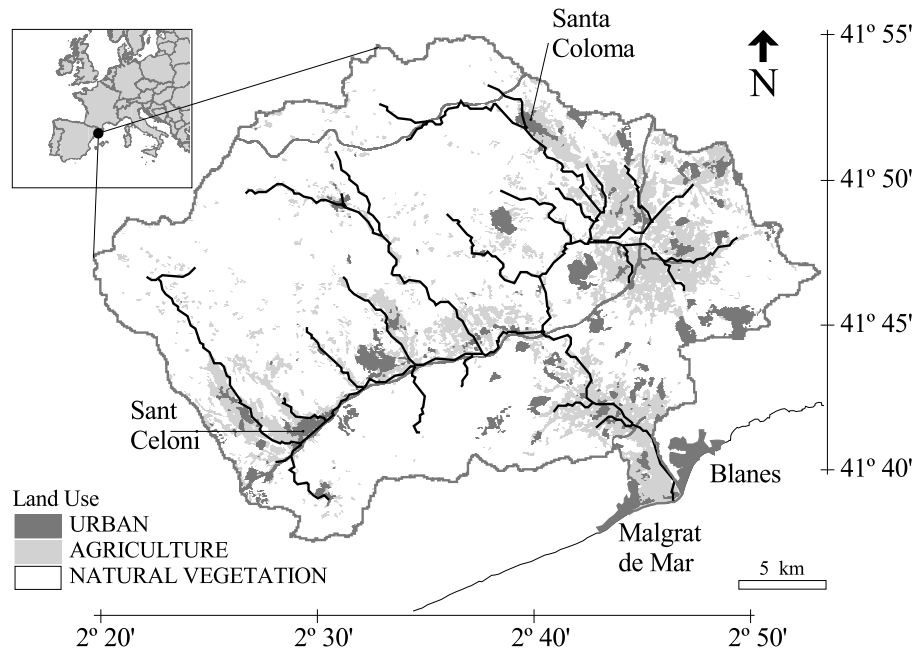 Santa
Coloma
N
41º 55'
41º 50'
41º 45'
41º 40'
Sant
Celoni
Blanes
Malgrat
de Mar
Land Use
URBAN
AGRICULTURE
NATURAL VEGETATION
5 km
2º 20'
2º 30'
2º 40'
2º 50'